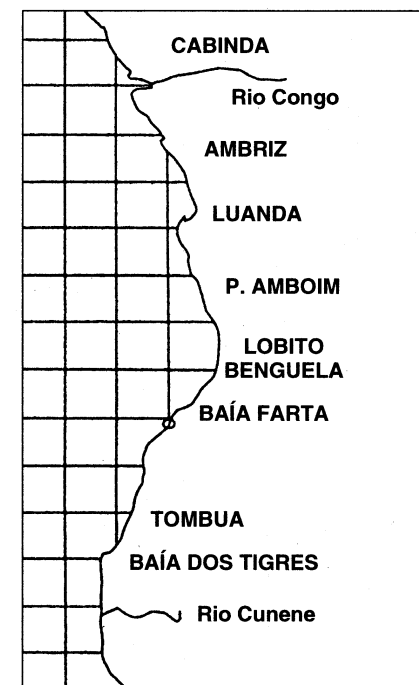 CABINDA
Rio Congo
AMBRIZ
LUANDA
P. AMBOIM
LOBITO
BENGUELA
BAÍA FARTA
TOMBUA
BAÍA DOS TIGRES
Rio Cunene